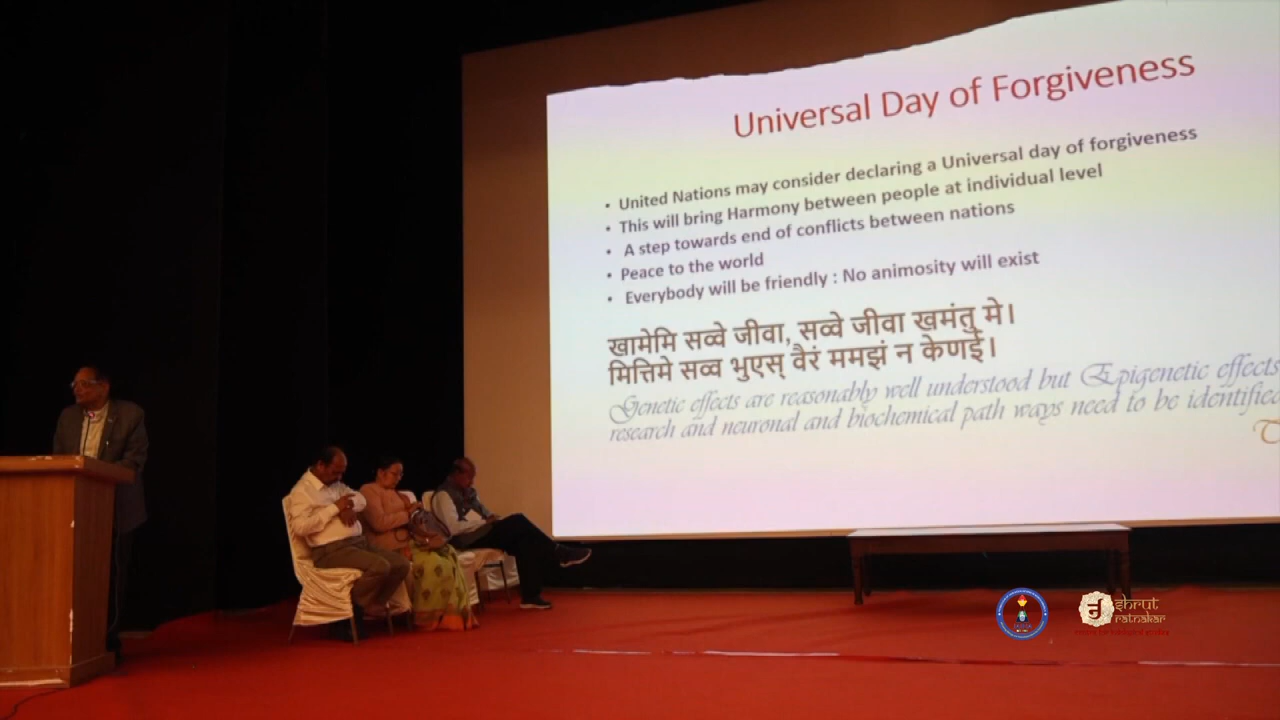 Universal Day of Forgiveness
• United Nations may consider declaring a Universal day of forgiveness
• This will bring Harmony between people at individual level
• A step towards end of conflicts between nations
• Peace to the world
• Everybody will be friendly : No animosity will exist
खामेमि सव्वे जीवा, सव्वे जीवा खमंतु मे।
मित्तिमे सव्व भुएस् वैरं ममझं न केणई।
Genetic effects are reasonably well understood but Epigenetic effects
research and neuronal and biochemical path ways need to be identified
shrut
ratnakar